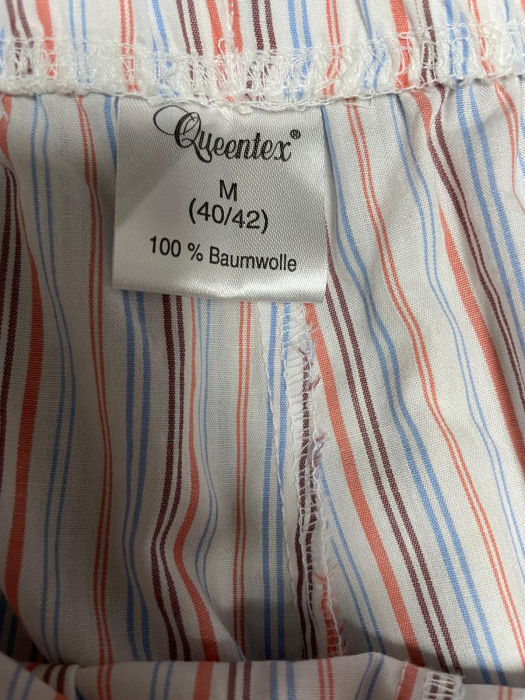 Queentex®
M
(40/42)
100 % Baumwolle